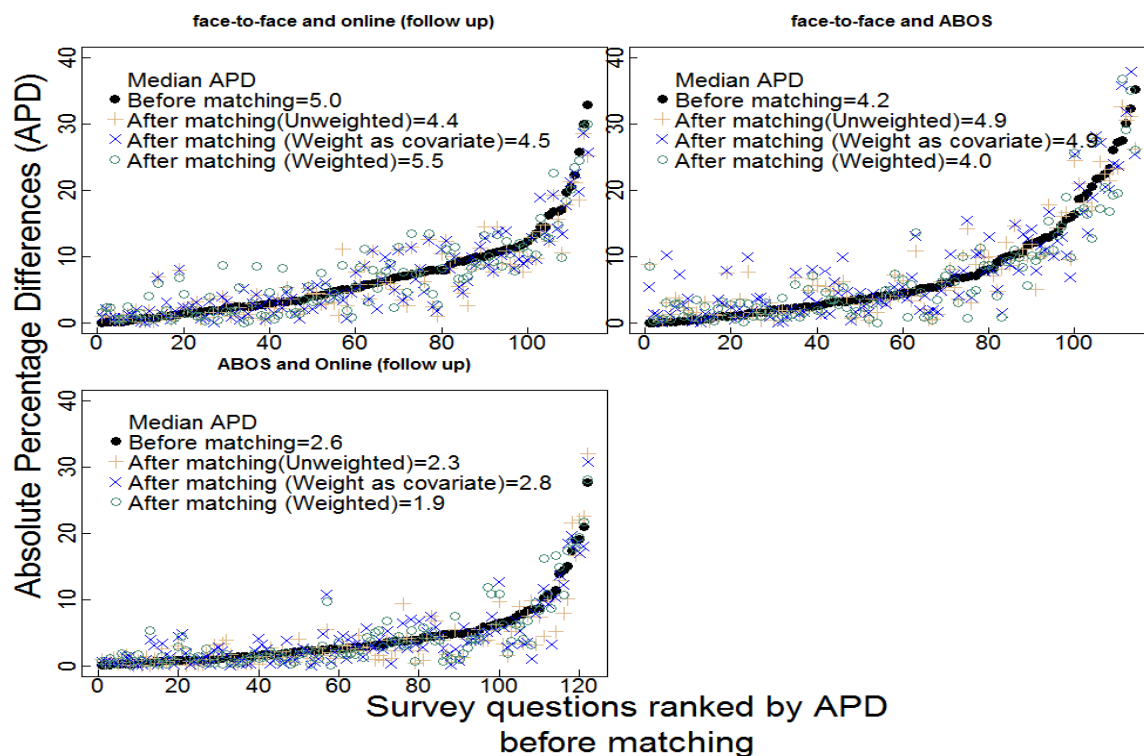 face-to-face and online (follow up)
40
30
20
10
0
Median APD
Before matching=5.0
After matching(Unweighted)=4.4
After matching (Weight as covariate)=4.5
After matching (Weighted)=5.5
0 20 40 60 80 100
face-to-face and ABOS
40
30
20
10
0
Median APD
Before matching=4.2
After matching(Unweighted)=4.9
After matching (Weight as covariate)=4.9
After matching (Weighted)=4.0
0 20 40 60 80 100
ABOS and Online (follow up)
40
30
20
10
0
Median APD
Before matching=2.6
After matching(Unweighted)=2.3
After matching (Weight as covariate)=2.8
After matching (Weighted)=1.9
0 20 40 60 80 100 120
Absolute Percentage Differences (APD)
Survey questions ranked by APD
before matching